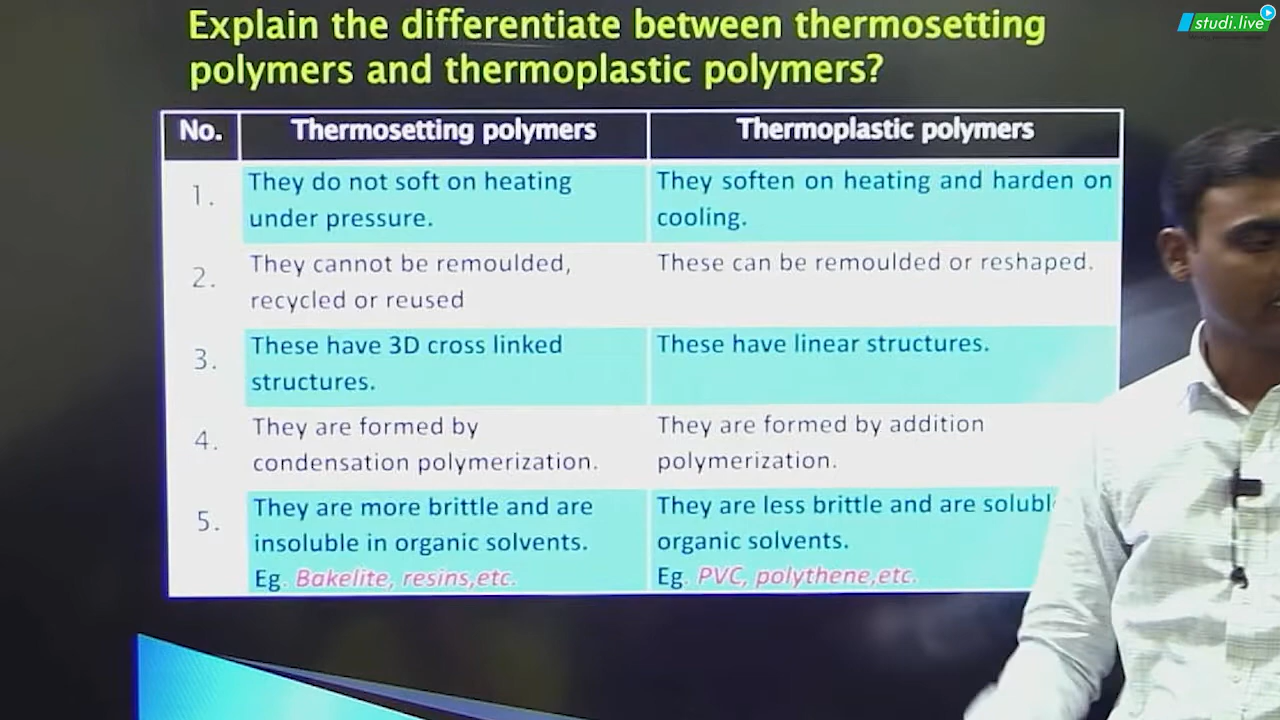 studi.live
Explain the differentiate between thermosetting
polymers and thermoplastic polymers?
No. Thermosetting polymers Thermoplastic polymers
1. They do not soft on heating They soften on heating and harden on
under pressure. cooling.
2. They cannot be remoulded, These can be remoulded or reshaped.
recycled or reused
3. These have 3D cross linked These have linear structures.
structures.
4. They are formed by They are formed by addition
condensation polymerization. polymerization.
5. They are more brittle and are They are less brittle and are
insoluble in organic solvents. organic solvents.
Eg. Bakelite, resins,etc. Eg. PVC, polythene,etc.